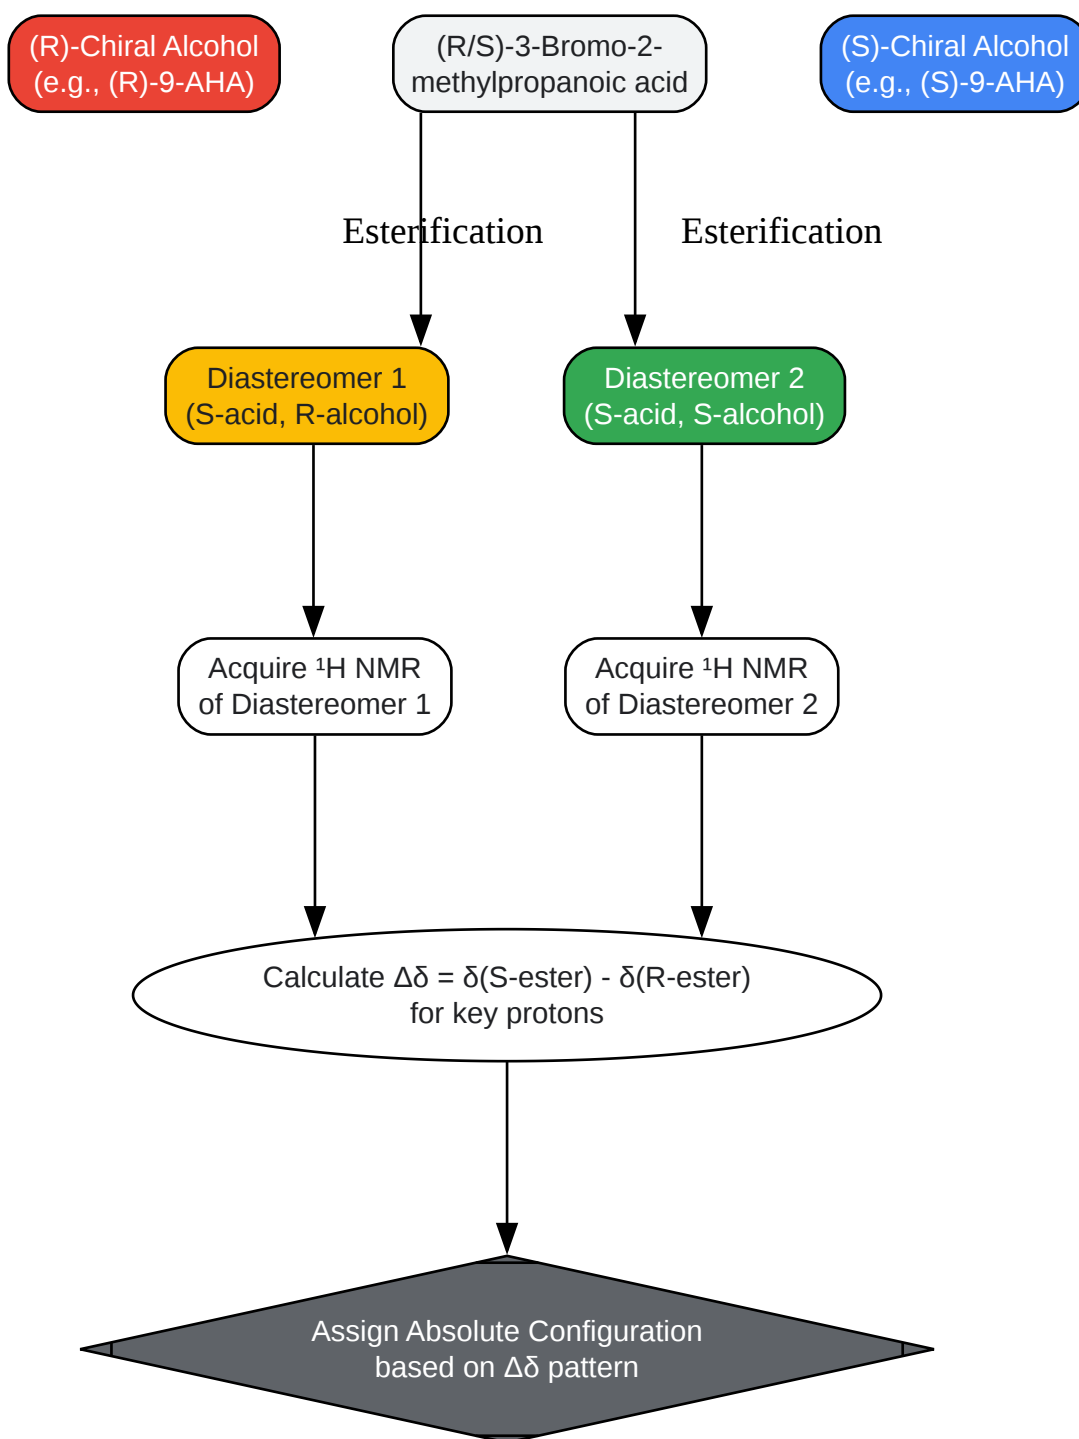 (R)-Chiral Alcohol
(e.g., (R)-9-AHA)
(R/S)-3-Bromo-2-
methylpropanoic acid
(S)-Chiral Alcohol
(e.g., (S)-9-AHA)
Esterification
Esterification
Diastereomer 1
(S-acid, R-alcohol)
Diastereomer 2
(S-acid, S-alcohol)
Acquire ¹H NMR
of Diastereomer 1
Acquire ¹H NMR
of Diastereomer 2
Calculate Δδ = δ(S-ester) - δ(R-ester)
for key protons
Assign Absolute Configuration
based on Δδ pattern